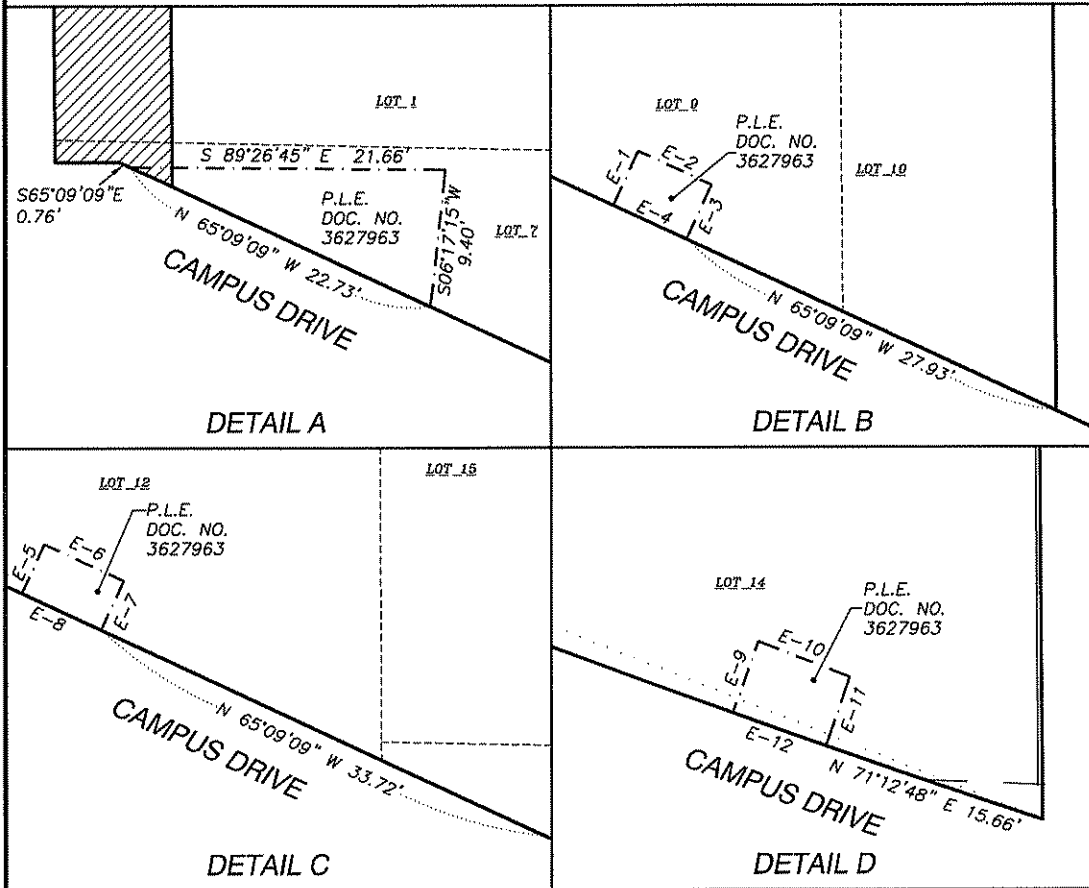 LOT 1
S 89°26'45" E 21.66'
S65°09'09"E
0.76'
P.L.E.
DOC. NO.
3627963
S06°17'15"W
9.40'
LOT 7
N 65°09'09" W 22.73'
CAMPUS DRIVE
DETAIL A
LOT 9
P.L.E.
DOC. NO.
3627963
LOT 10
E-1
E-2
E-3
E-4
N 65°09'09" W 27.93'
CAMPUS DRIVE
DETAIL B
LOT 12
LOT 15
P.L.E.
DOC. NO.
3627963
E-5
E-6
E-7
E-8
N 65°09'09" W 33.72'
CAMPUS DRIVE
DETAIL C
LOT 14
P.L.E.
DOC. NO.
3627963
E-9
E-10
E-11
E-12
N 71°12'48" E 15.66'
CAMPUS DRIVE
DETAIL D